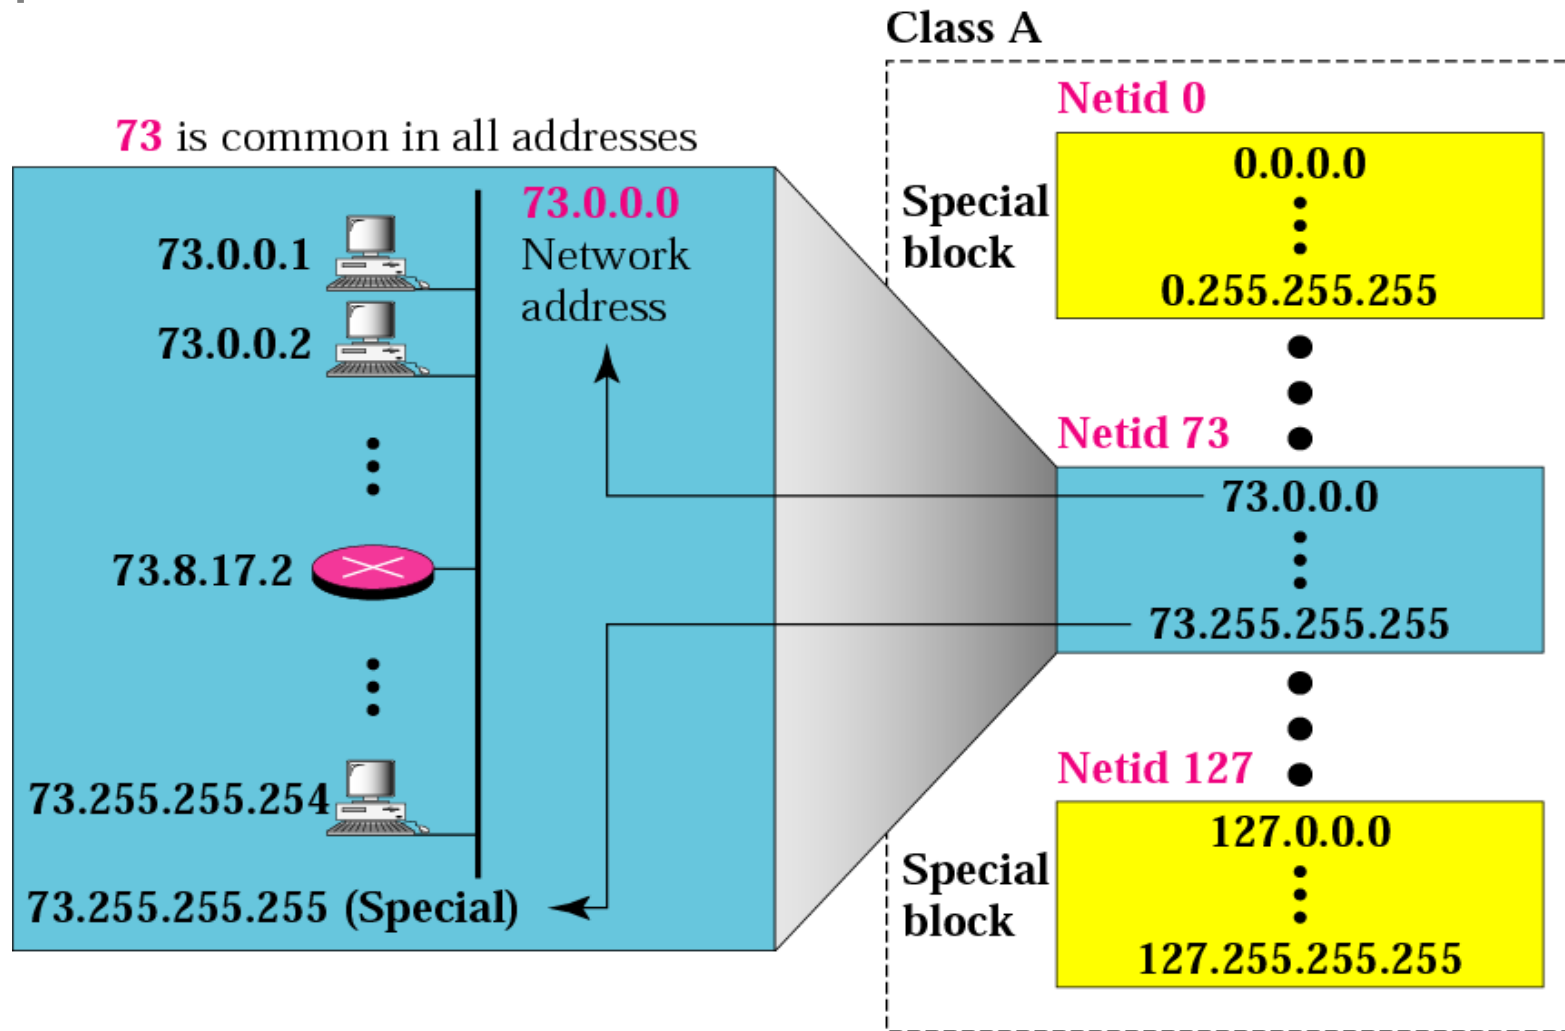 Class A
73 is common in all addresses
73.0.0.0
Network
address
73.0.0.1
73.0.0.2
73.8.17.2
73.255.255.254
73.255.255.255 (Special)
Netid 0
Special
block
0.0.0.0
0.255.255.255
Netid 73
73.0.0.0
73.255.255.255
Netid 127
Special
block
127.0.0.0
127.255.255.255